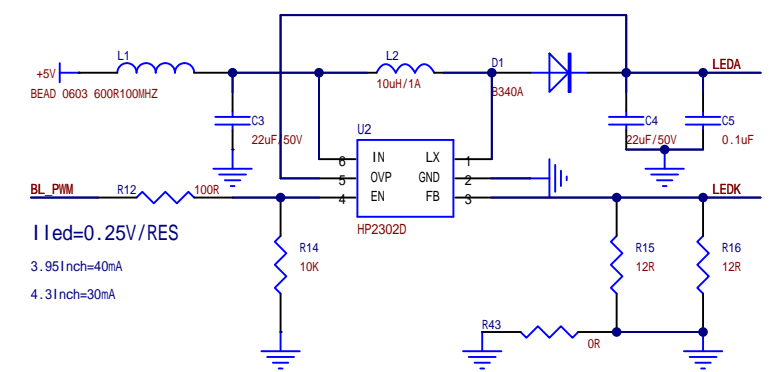 L1
L2
D1
LEDA
+5V
BEAD 0603 600R100MHZ
10uH/1A
B340A
C3
22uF/50V
U2
C4
22uF/50V
C5
0.1uF
6 IN LX 1
5 OVP GND 2
4 EN FB 3
HP2302D
BL_PWM
R12
100R
LEDK
Iled=0.25V/RES
3.95Inch=40mA
4.3Inch=30mA
R14
10K
R15
12R
R16
12R
R43
0R